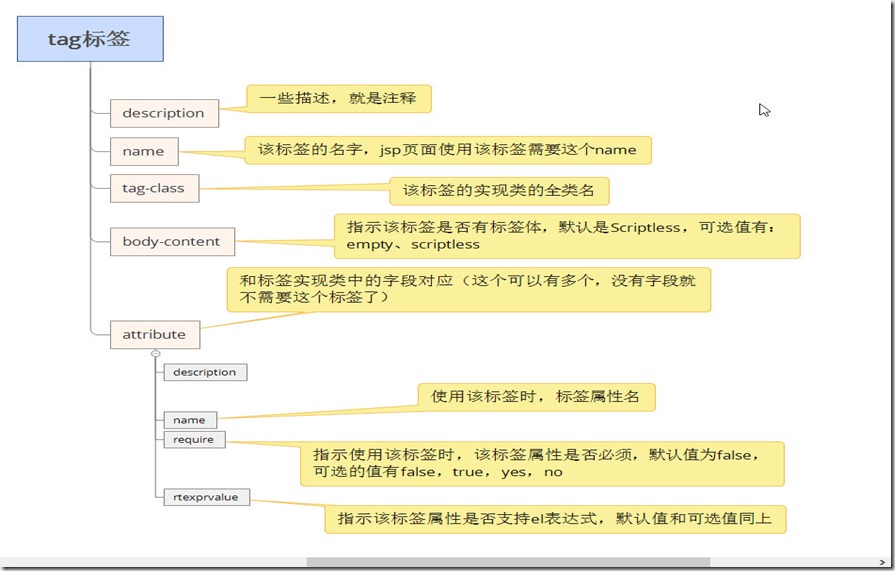 tag标签
description
一些描述，就是注释
name
该标签的名字，jsp页面使用该标签需要这个name
tag-class
该标签的实现类的全类名
body-content
指示该标签是否有标签体，默认是Scriptless，可选值有：
empty、scriptless
和标签实现类中的字段对应（这个可以有多个，没有字段就
不需要这个标签了）
attribute
description
name
使用该标签时，标签属性名
require
指示使用该标签时，该标签属性是否必须，默认值为false，
可选的值有false，true，yes，no
rtexprvalue
指示该标签属性是否支持el表达式，默认值和可选值同上